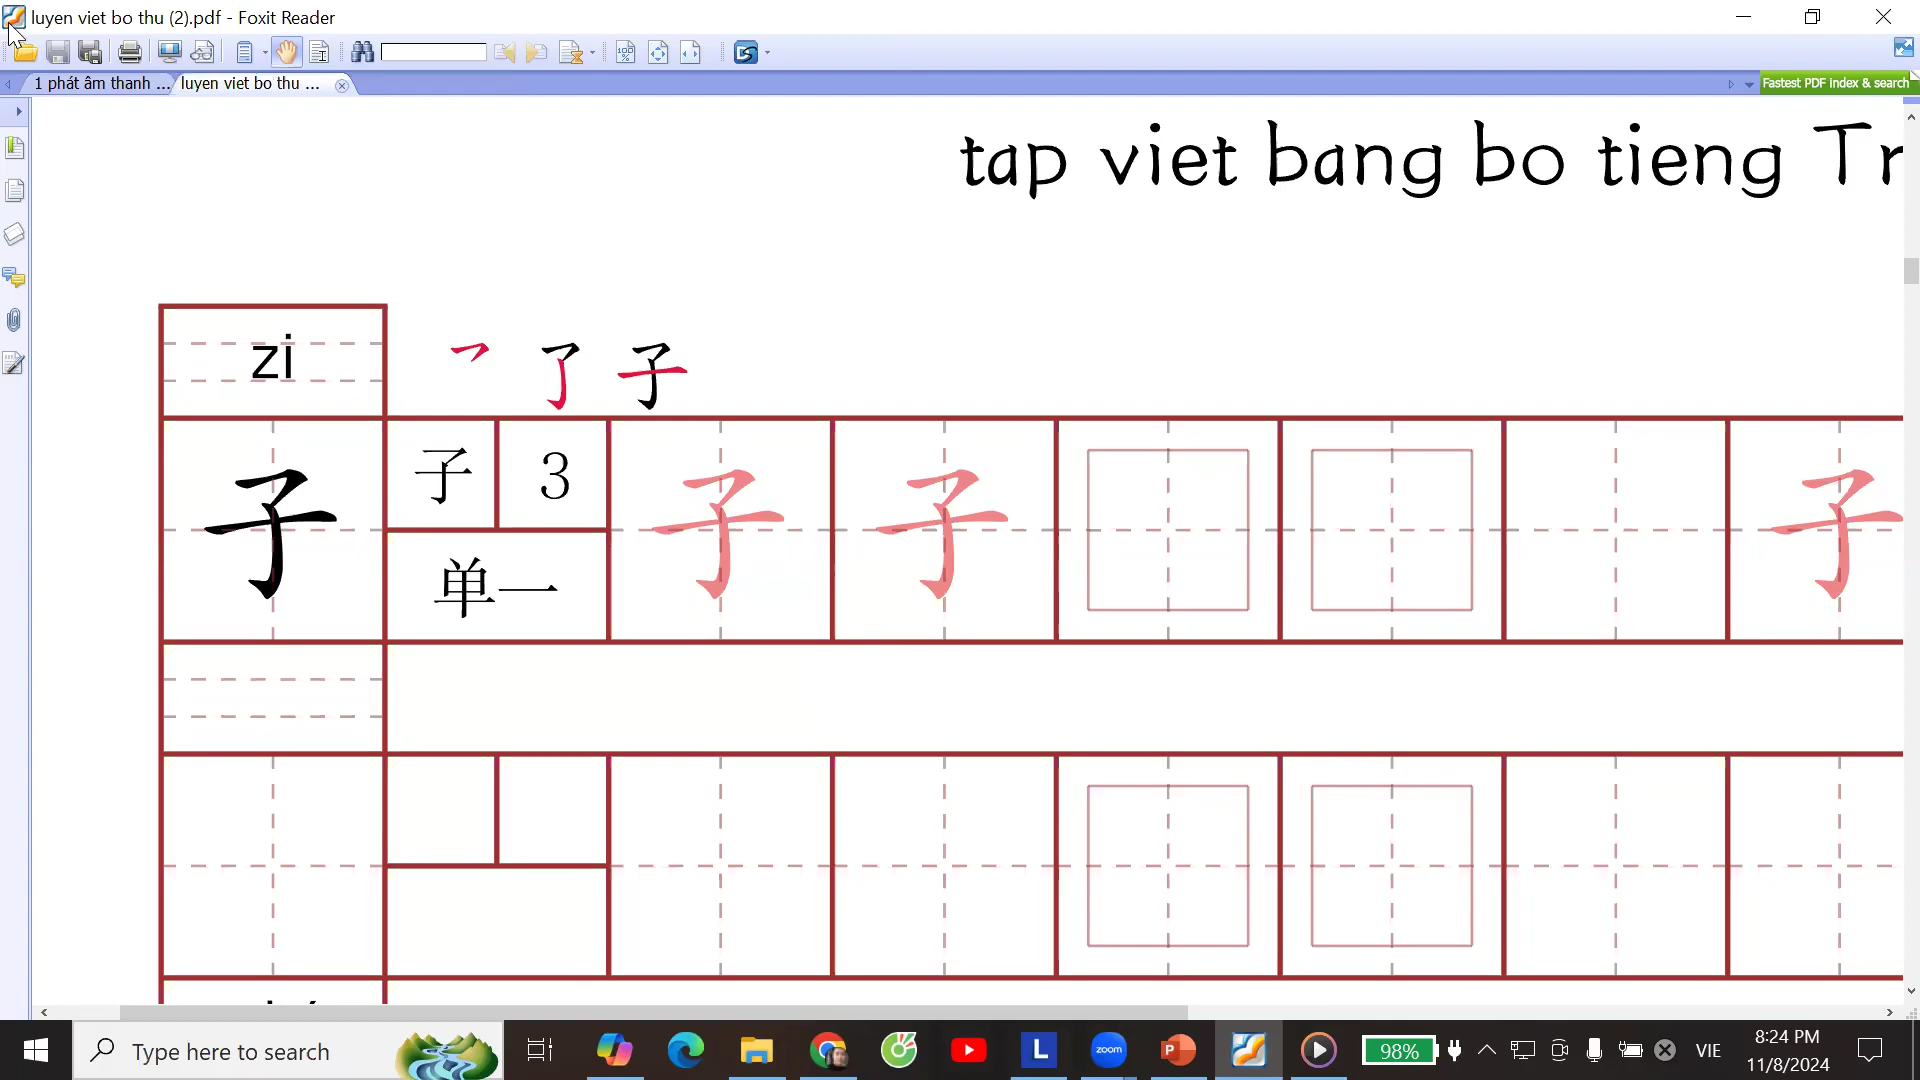 luyen viet bo thu (2).pdf - Foxit Reader
1 phát âm thanh ...
luyen viet bo thu ...
Fastest PDF index & search
tap viet bang bo tieng Tr
zi
子
子 3
单一
子 子 子
Type here to search
L
zoom
P
98%
VIE
8:24 PM
11/8/2024